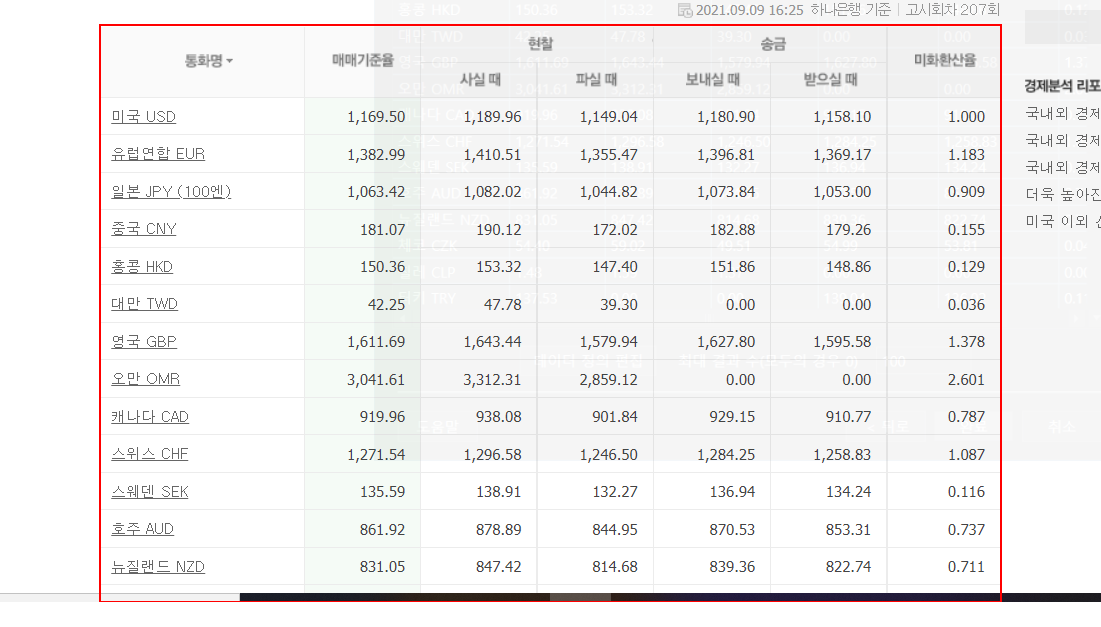 2021.09.09 16:25 하나은행 기준 | 고시회차 207회
통화명 매매기준율 현찰 송금 미화환산율
사실 때 파실 때 보내실 때 받으실 때
미국 USD 1,169.50 1,189.96 1,149.04 1,180.90 1,158.10 1.000
유럽연합 EUR 1,382.99 1,410.51 1,355.47 1,396.81 1,369.17 1.183
일본 JPY (100엔) 1,063.42 1,082.02 1,044.82 1,073.84 1,053.00 0.909
중국 CNY 181.07 190.12 172.02 182.88 179.26 0.155
홍콩 HKD 150.36 153.32 147.40 151.86 148.86 0.129
대만 TWD 42.25 47.78 39.30 0.00 0.00 0.036
영국 GBP 1,611.69 1,643.44 1,579.94 1,627.80 1,595.58 1.378
오만 OMR 3,041.61 3,312.31 2,859.12 0.00 0.00 2.601
캐나다 CAD 919.96 938.08 901.84 929.15 910.77 0.787
스위스 CHF 1,271.54 1,296.58 1,246.50 1,284.25 1,258.83 1.087
스웨덴 SEK 135.59 138.91 132.27 136.94 134.24 0.116
호주 AUD 861.92 878.89 844.95 870.53 853.31 0.737
뉴질랜드 NZD 831.05 847.42 814.68 839.36 822.74 0.711
경제분석 리포
국내외 경제
국내외 경제
국내외 경제
더욱 높아진
미국 이외